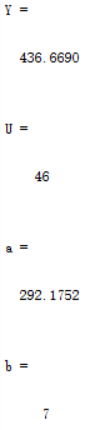 Y =
436.6690
U =
46
a =
292.1752
b =
7